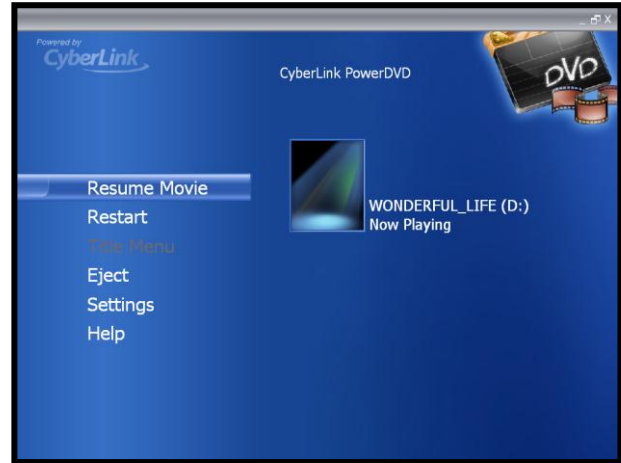 Powered by
CyberLink
CyberLink PowerDVD
DVD
Resume Movie
Restart
Title Menu
Eject
Settings
Help
WONDERFUL_LIFE (D:)
Now Playing